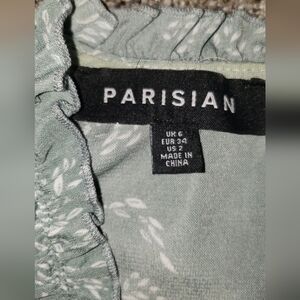 PARISIAN
UK 6
EUR 34
US 2
MADE IN
CHINA